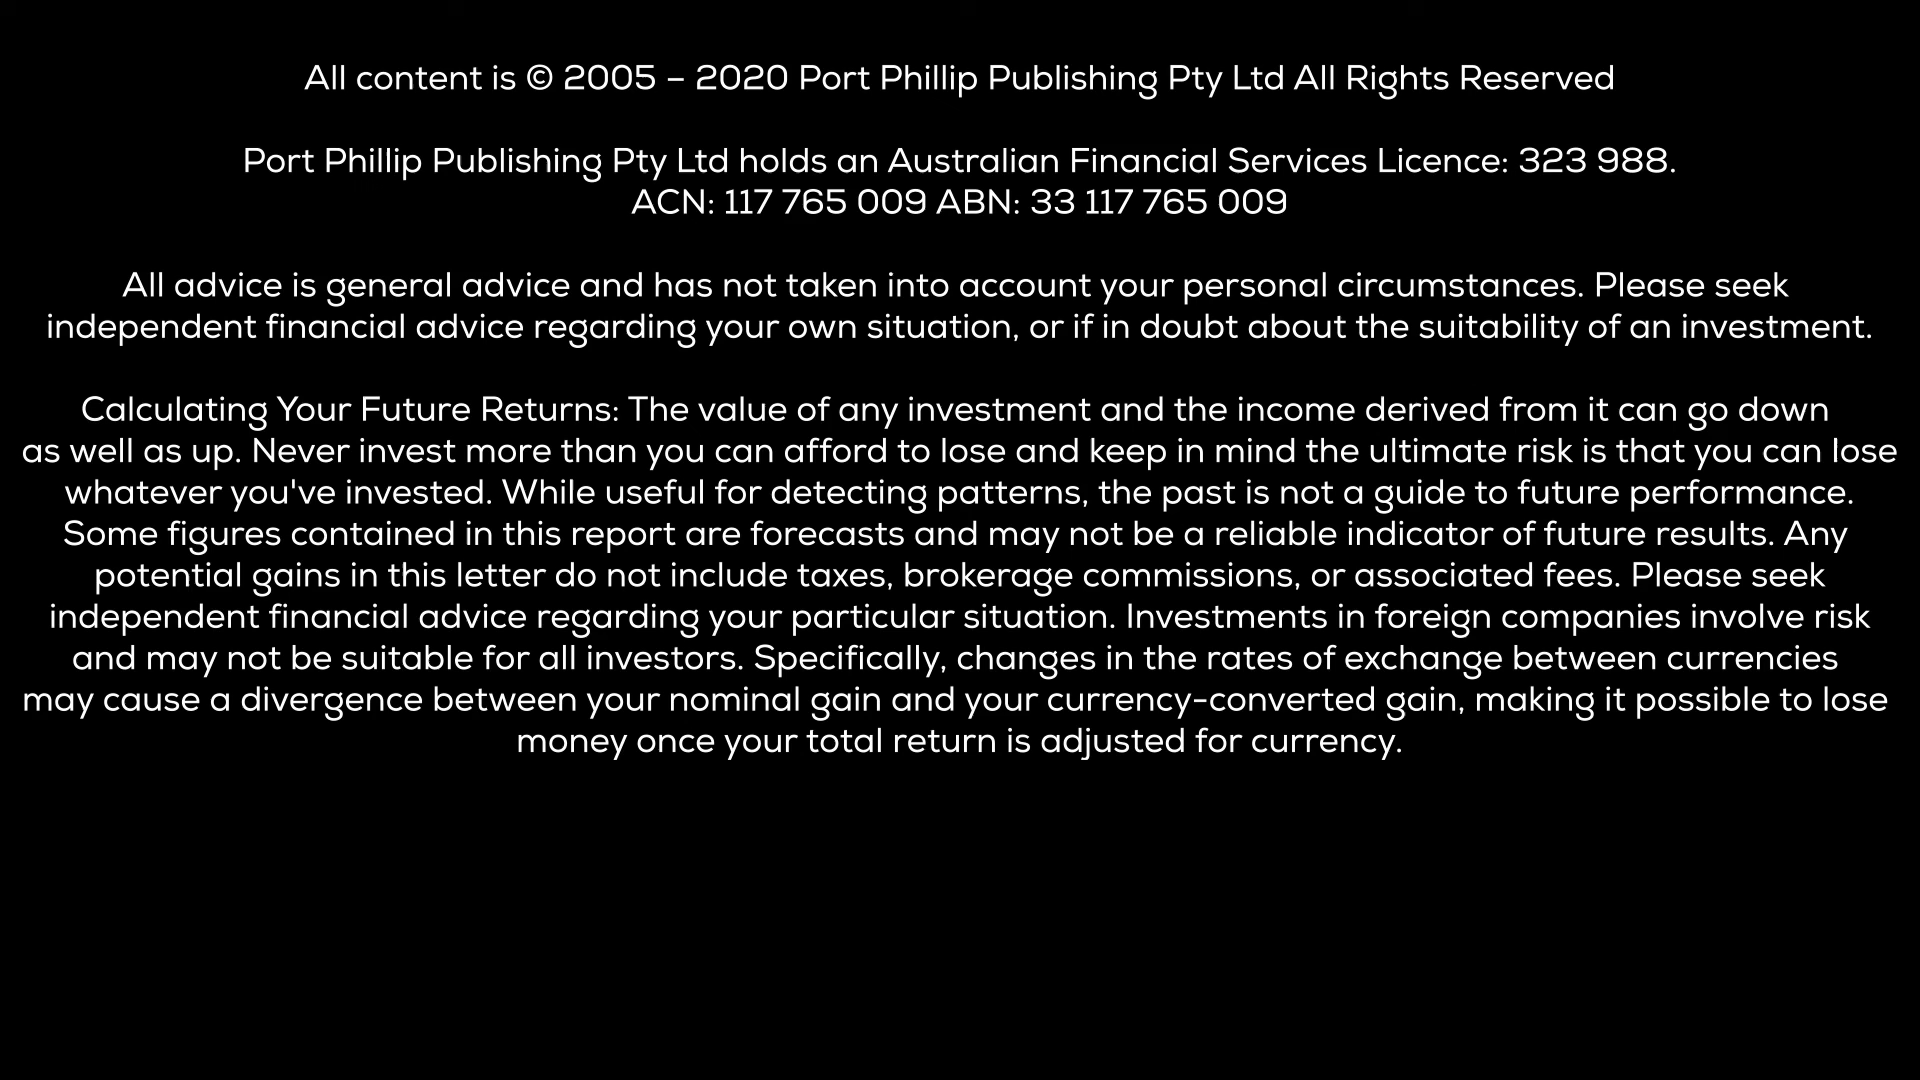 All content is © 2005 – 2020 Port Phillip Publishing Pty Ltd All Rights Reserved
Port Phillip Publishing Pty Ltd holds an Australian Financial Services Licence: 323 988.
ACN: 117 765 009 ABN: 33 117 765 009
All advice is general advice and has not taken into account your personal circumstances. Please seek
independent financial advice regarding your own situation, or if in doubt about the suitability of an investment.
Calculating Your Future Returns: The value of any investment and the income derived from it can go down
as well as up. Never invest more than you can afford to lose and keep in mind the ultimate risk is that you can lose
whatever you've invested. While useful for detecting patterns, the past is not a guide to future performance.
Some figures contained in this report are forecasts and may not be a reliable indicator of future results. Any
potential gains in this letter do not include taxes, brokerage commissions, or associated fees. Please seek
independent financial advice regarding your particular situation. Investments in foreign companies involve risk
and may not be suitable for all investors. Specifically, changes in the rates of exchange between currencies
may cause a divergence between your nominal gain and your currency-converted gain, making it possible to lose
money once your total return is adjusted for currency.